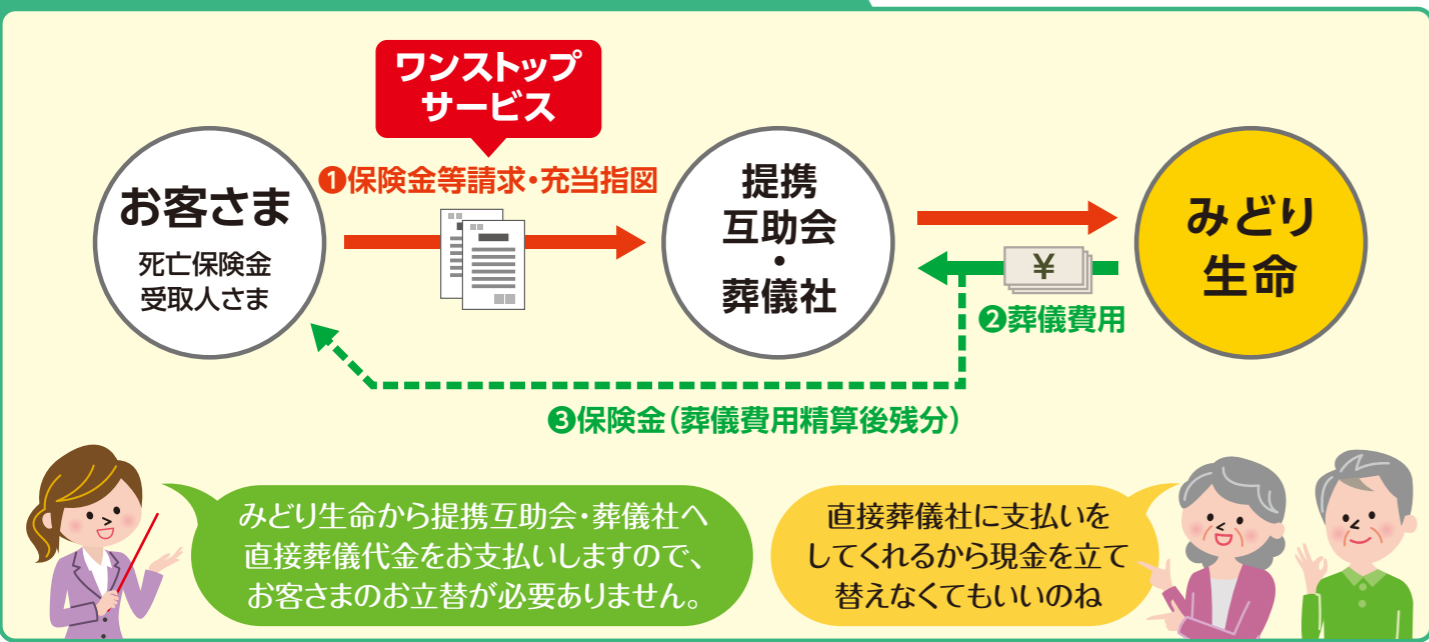 ワンストップ
サービス
❶保険金等請求・充当指図
お客さま
死亡保険金
受取人さま
提携
互助会
・
葬儀社
みどり
生命
¥
❷葬儀費用
❸保険金(葬儀費用精算後残分)
みどり生命から提携互助会・葬儀社へ
直接葬儀代金をお支払いしますので、
お客さまのお立替が必要ありません。
直接葬儀社に支払いを
してくれるから現金を立て
替えなくてもいいのね